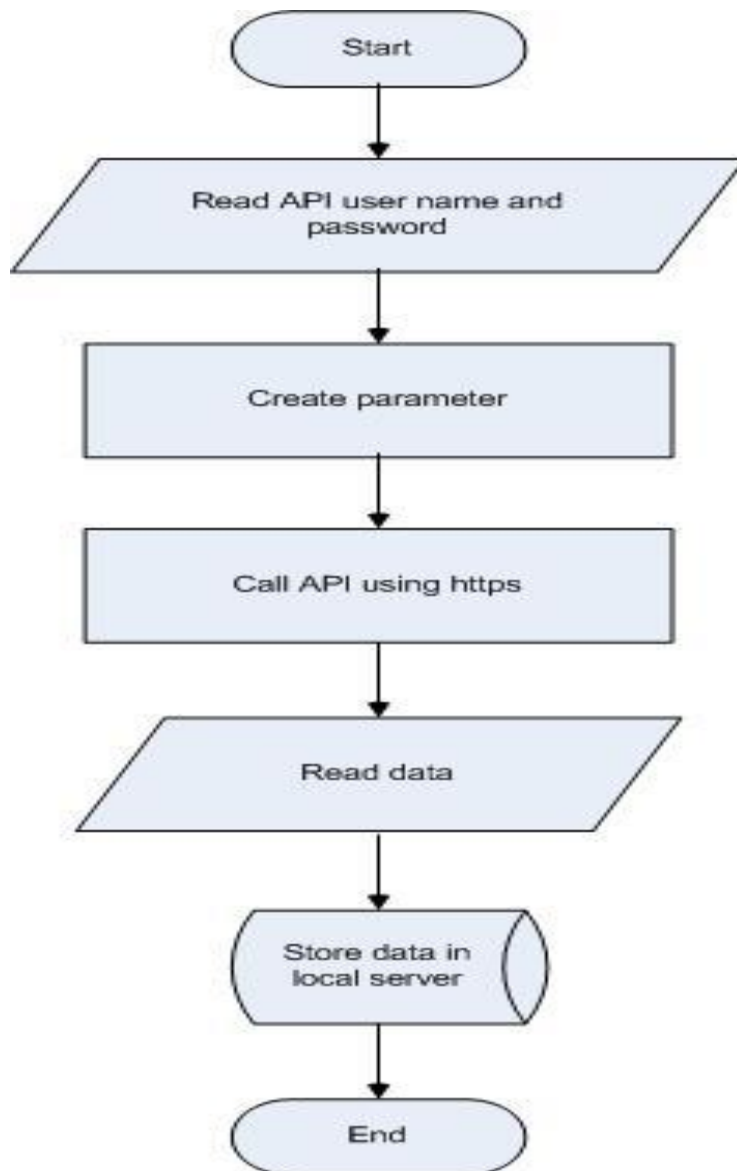 Start
Read API user name and
password
Create parameter
Call API using https
Read data
Store data in
local server
End